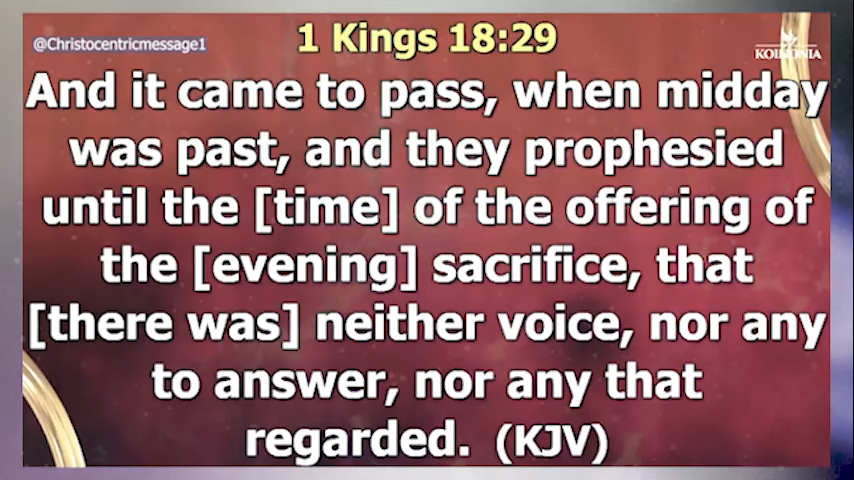 @Christocentricmessage1
1 Kings 18:29
KOINONIA
And it came to pass, when midday
was past, and they prophesied
until the [time] of the offering of
the [evening] sacrifice, that
[there was] neither voice, nor any
to answer, nor any that
regarded. (KJV)